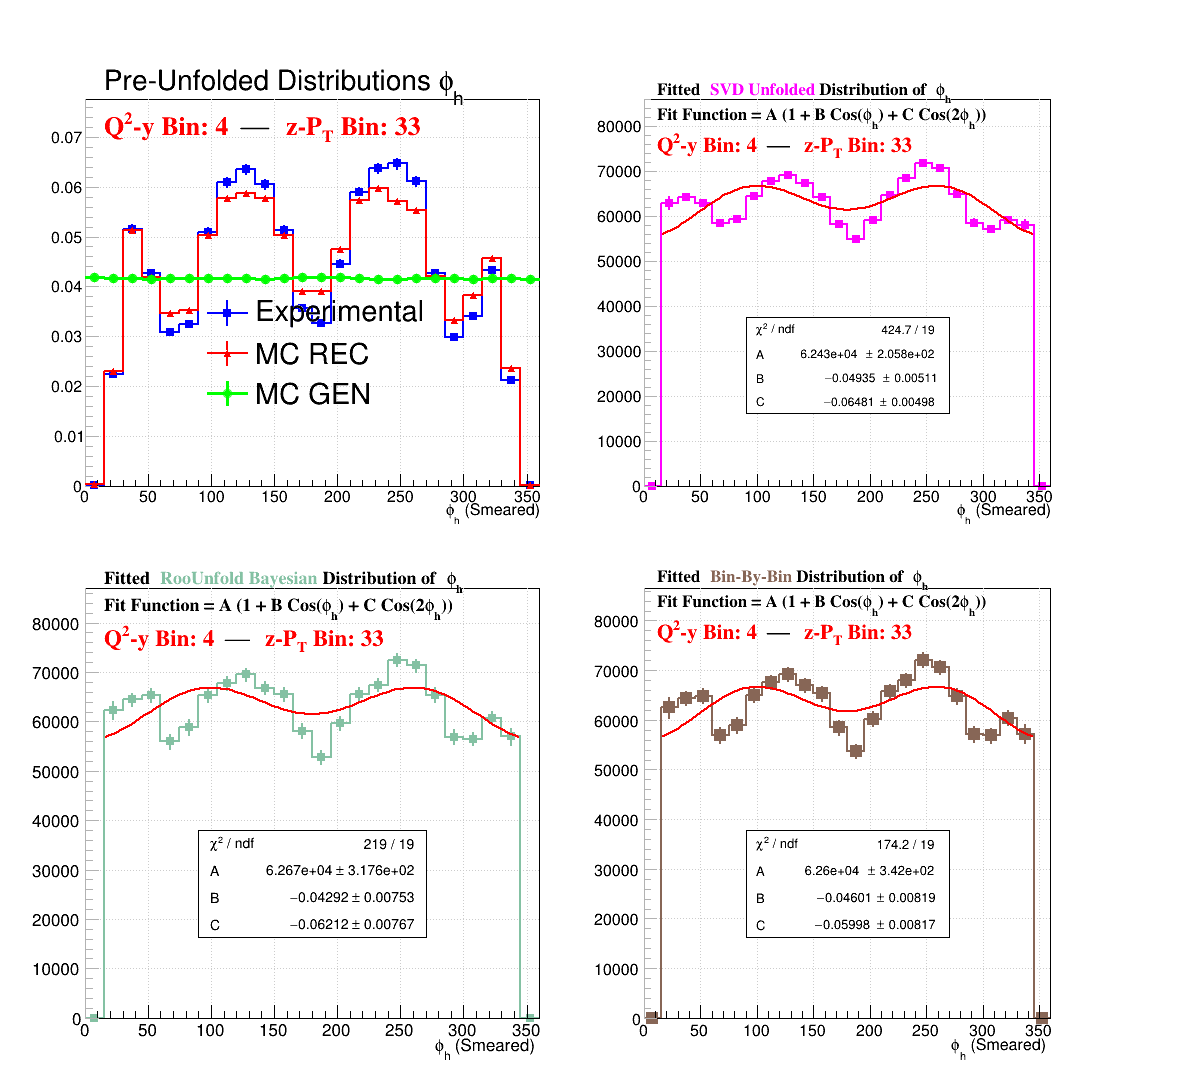 Pre-Unfolded Distributions ϕh
Q²-y Bin: 4 — z-PT Bin: 33
0.07
0.06
0.05
0.04
0.03
0.02
0.01
0
Experimental
MC REC
MC GEN
0 50 100 150 200 250 300 350
ϕh (Smeared)
Fitted SVD Unfolded Distribution of ϕh
Fit Function = A (1 + B Cos(ϕh) + C Cos(2ϕh))
Q²-y Bin: 4 — z-PT Bin: 33
80000
70000
60000
50000
40000
30000
20000
10000
0
χ² / ndf 424.7 / 19
A 6.243e+04 ± 2.058e+02
B −0.04935 ± 0.00511
C −0.06481 ± 0.00498
0 50 100 150 200 250 300 350
ϕh (Smeared)
Fitted RooUnfold Bayesian Distribution of ϕh
Fit Function = A (1 + B Cos(ϕh) + C Cos(2ϕh))
Q²-y Bin: 4 — z-PT Bin: 33
80000
70000
60000
50000
40000
30000
20000
10000
0
χ² / ndf 219 / 19
A 6.267e+04 ± 3.176e+02
B −0.04292 ± 0.00753
C −0.06212 ± 0.00767
0 50 100 150 200 250 300 350
ϕh (Smeared)
Fitted Bin-By-Bin Distribution of ϕh
Fit Function = A (1 + B Cos(ϕh) + C Cos(2ϕh))
Q²-y Bin: 4 — z-PT Bin: 33
80000
70000
60000
50000
40000
30000
20000
10000
0
χ² / ndf 174.2 / 19
A 6.26e+04 ± 3.42e+02
B −0.04601 ± 0.00819
C −0.05998 ± 0.00817
0 50 100 150 200 250 300 350
ϕh (Smeared)